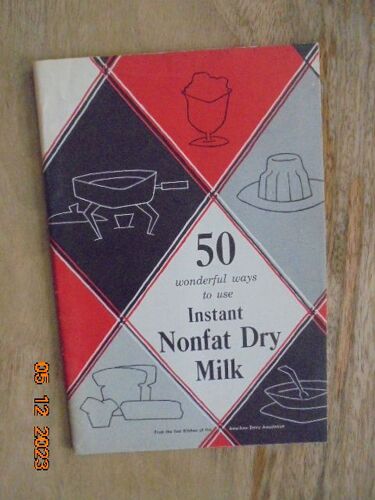 50
wonderful ways
to use
Instant
Nonfat Dry
Milk
From the test Kitchen of the American Dairy Association
05 12 2023